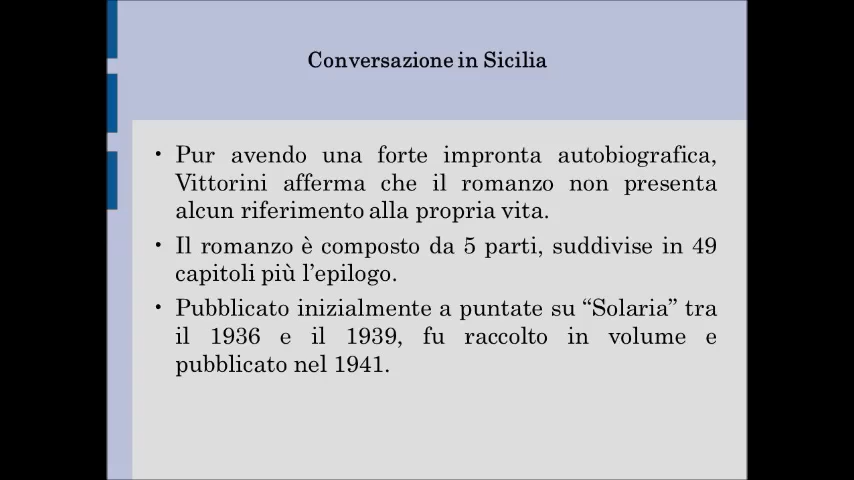 Conversazione in Sicilia
• Pur avendo una forte impronta autobiografica,
Vittorini afferma che il romanzo non presenta
alcun riferimento alla propria vita.
• Il romanzo è composto da 5 parti, suddivise in 49
capitoli più l’epilogo.
• Pubblicato inizialmente a puntate su “Solaria” tra
il 1936 e il 1939, fu raccolto in volume e
pubblicato nel 1941.